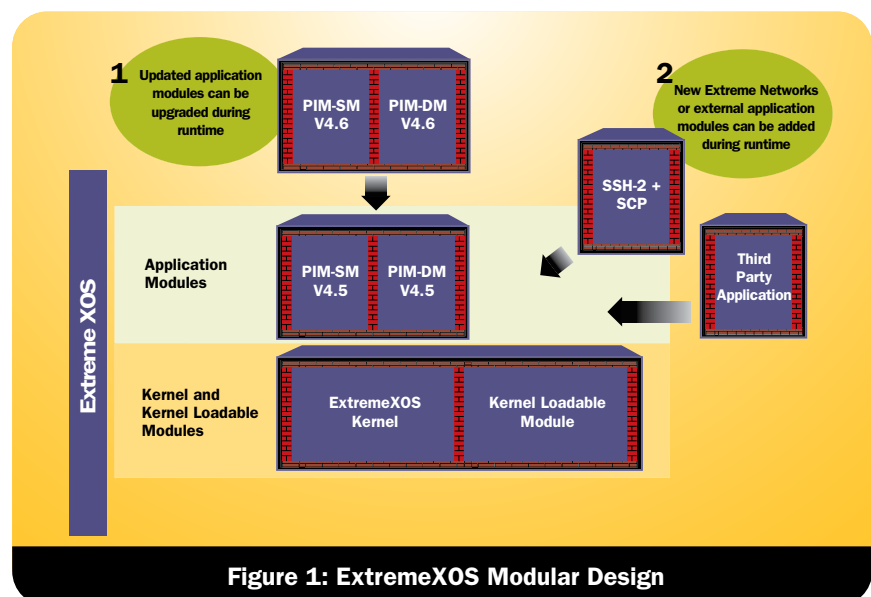 1
Updated application
modules can be
upgraded during
runtime
PIM-SM
V4.6
PIM-DM
V4.6
2
New Extreme Networks
or external application
modules can be added
during runtime
SSH-2 +
SCP
Third
Party
Application
Extreme XOS
Application
Modules
PIM-SM
V4.5
PIM-DM
V4.5
Kernel and
Kernel Loadable
Modules
ExtremeXOS
Kernel
Kernel Loadable
Module
Figure 1: ExtremeXOS Modular Design